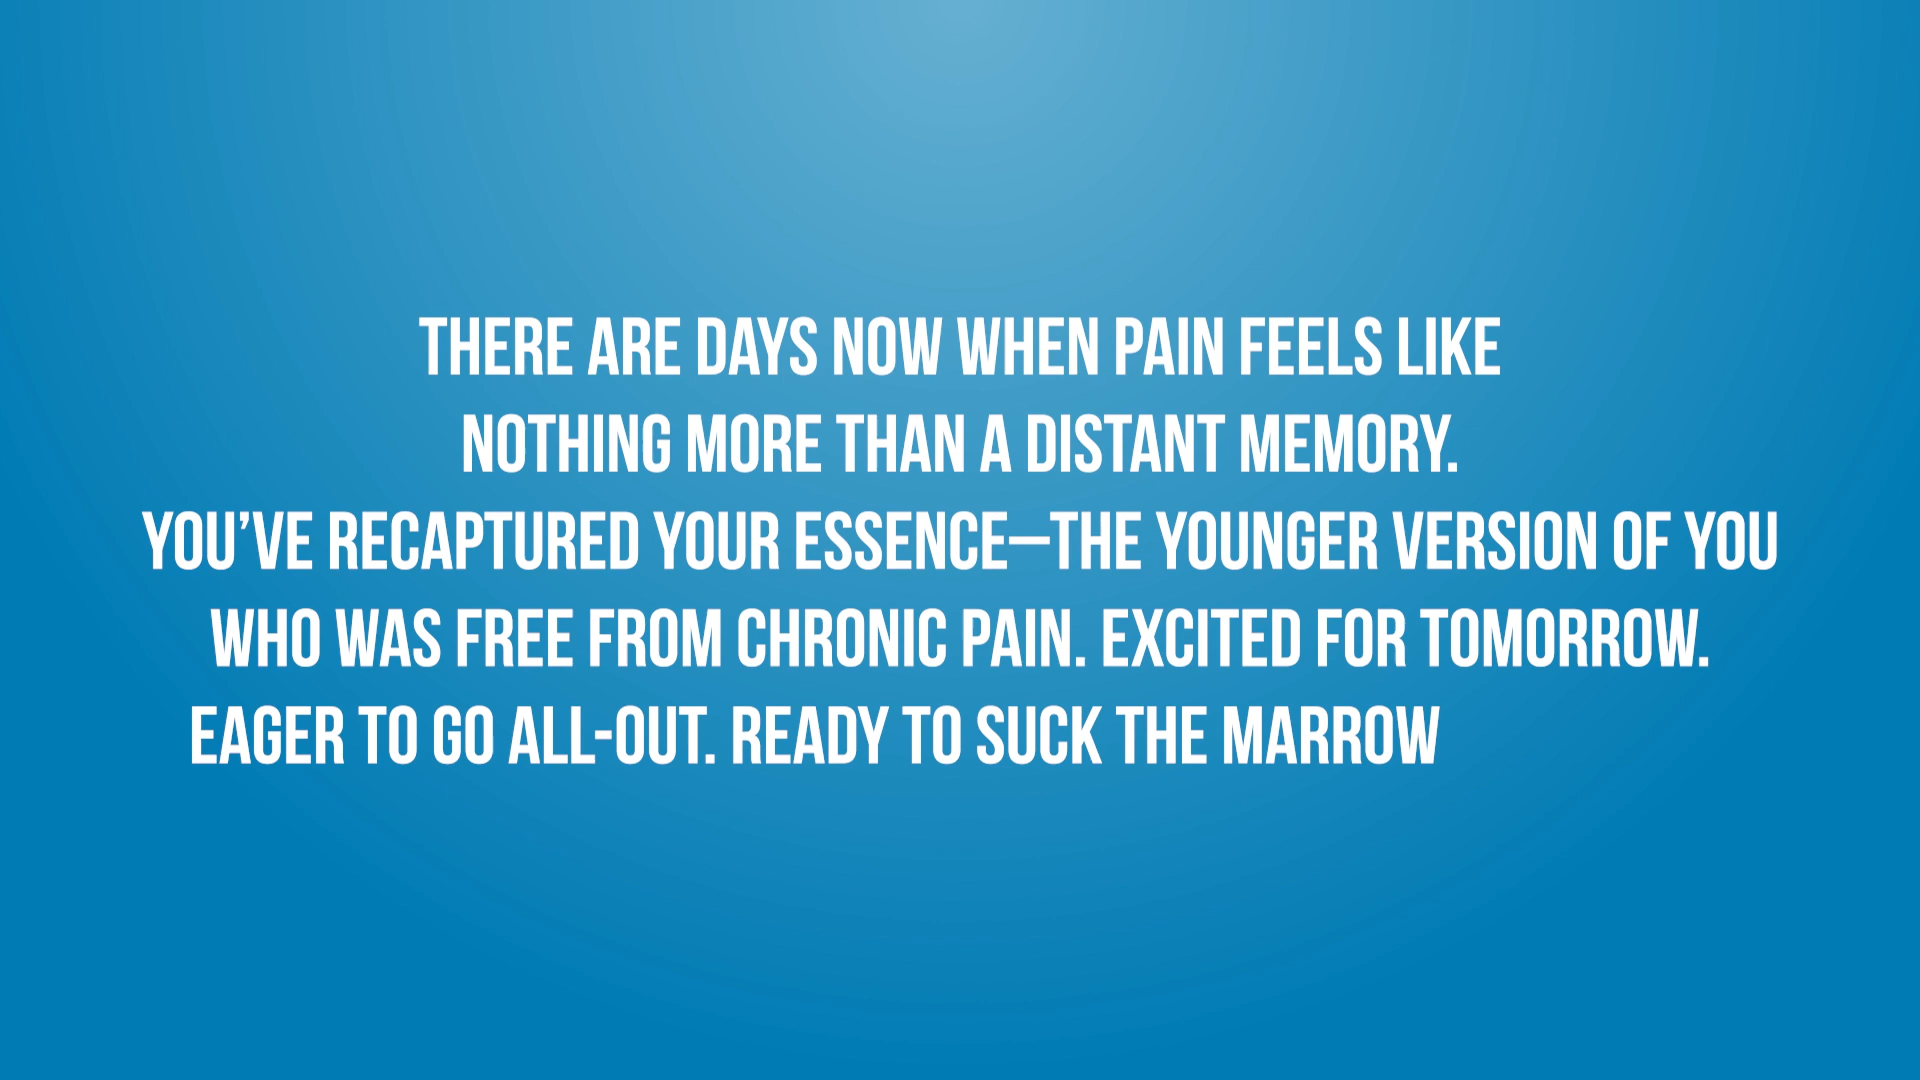 THERE ARE DAYS NOW WHEN PAIN FEELS LIKE
NOTHING MORE THAN A DISTANT MEMORY.
YOU’VE RECAPTURED YOUR ESSENCE—THE YOUNGER VERSION OF YOU
WHO WAS FREE FROM CHRONIC PAIN. EXCITED FOR TOMORROW.
EAGER TO GO ALL-OUT. READY TO SUCK THE MARROW